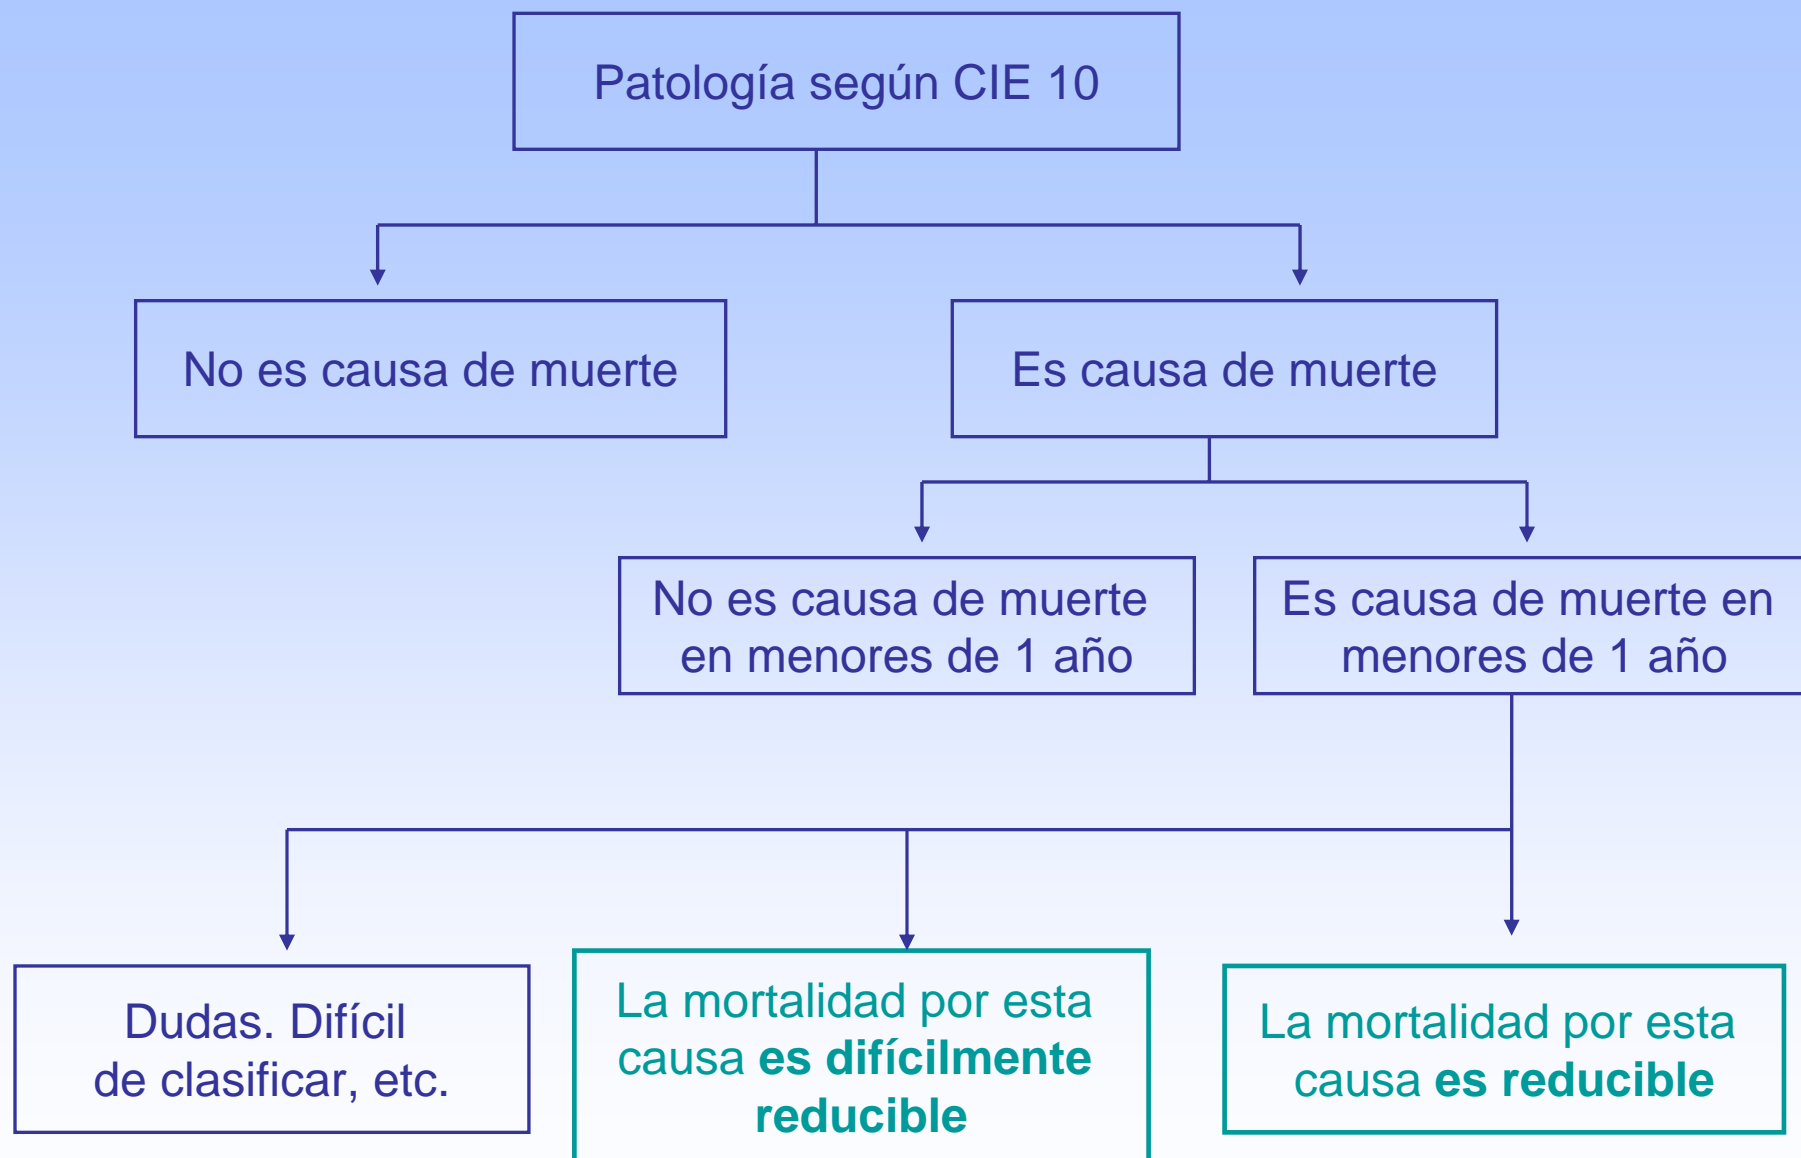 Patología según CIE 10
No es causa de muerte
Es causa de muerte
No es causa de muerte
en menores de 1 año
Es causa de muerte en
menores de 1 año
Dudas. Difícil
de clasificar, etc.
La mortalidad por esta
causa es difícilmente
reducible
La mortalidad por esta
causa es reducible